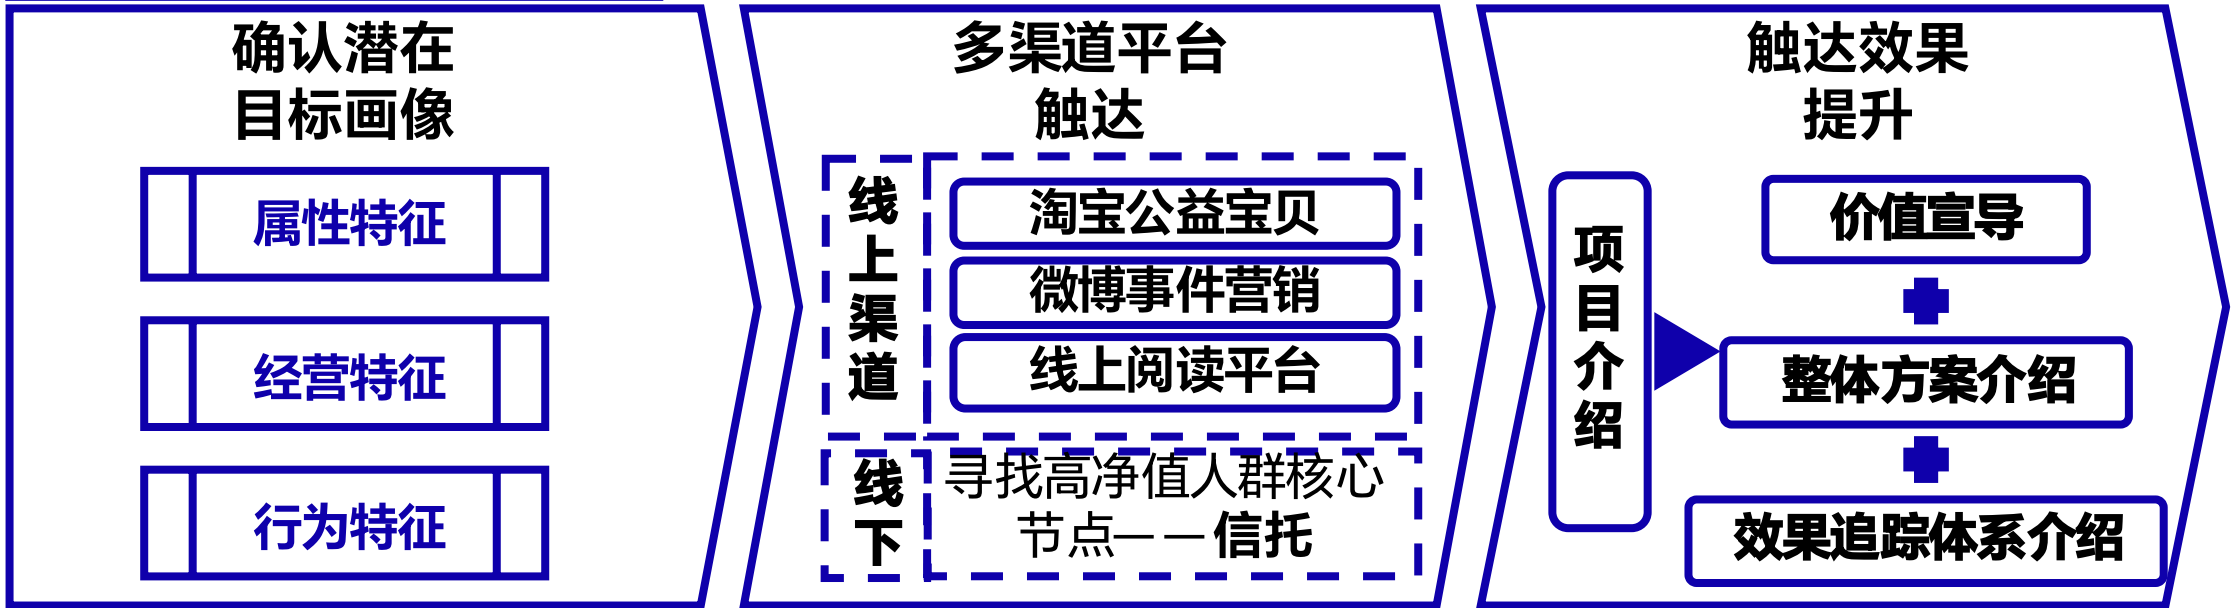 确认潜在
目标画像
属性特征
经营特征
行为特征
多渠道平台
触达
线上渠道
淘宝公益宝贝
微博事件营销
线上阅读平台
线下
寻找高净值人群核心
节点——信托
触达效果
提升
项目介绍
价值宣导
整体方案介绍
效果追踪体系介绍